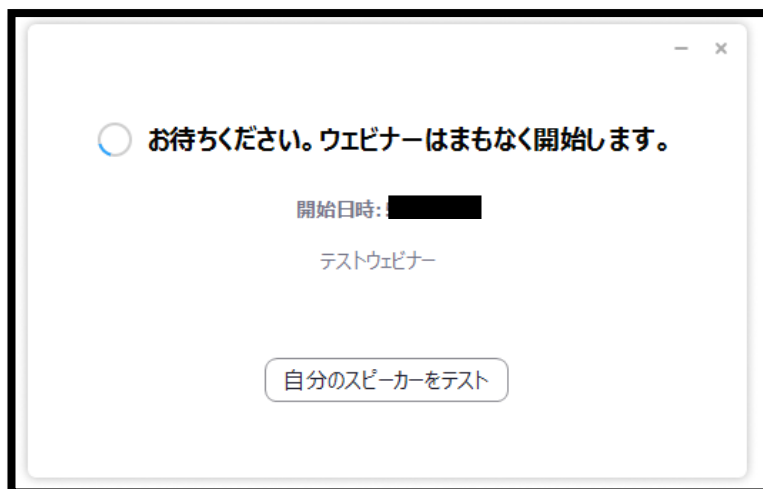 お待ちください。ウェビナーはまもなく開始します。
開始日時:
テストウェビナー
自分のスピーカーをテスト